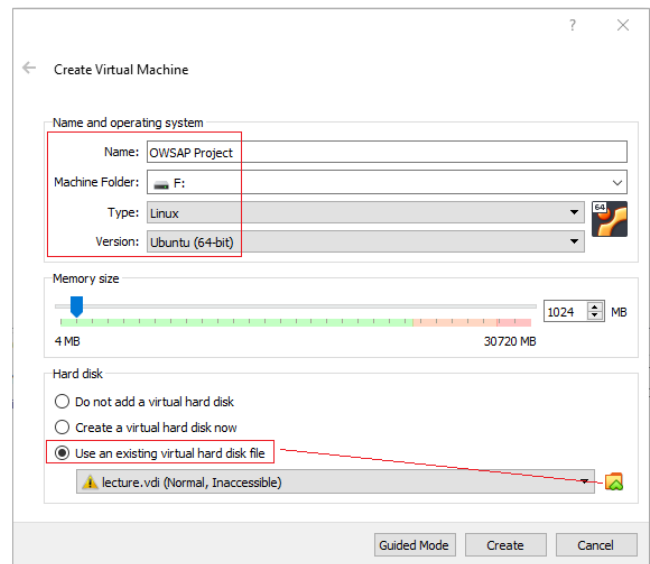 ?
Create Virtual Machine
Name and operating system
Name: OWSAP Project
Machine Folder: F:
Type: Linux
64
Version: Ubuntu (64-bit)
Memory size
1024 MB
4 MB 30720 MB
Hard disk
Do not add a virtual hard disk
Create a virtual hard disk now
Use an existing virtual hard disk file
lecture.vdi (Normal, Inaccessible)
Guided Mode Create Cancel